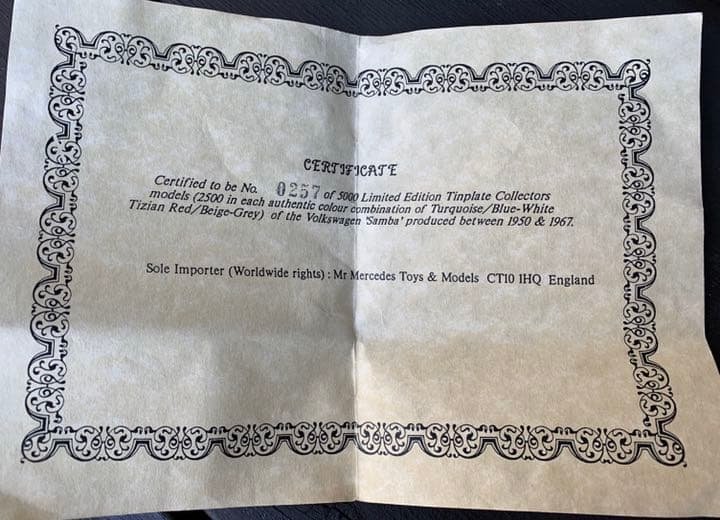 CERTIFICATE
Certified to be No. 0257 of 5000 Limited Edition Tinplate Collectors
models (2500 in each authentic colour combination of Turquoise/Blue-White
Tizian Red/Beige-Grey) of the Volkswagen 'Samba' produced between 1950 & 1967.
Sole Importer (Worldwide rights) : Mr Mercedes Toys & Models CT10 1HQ England